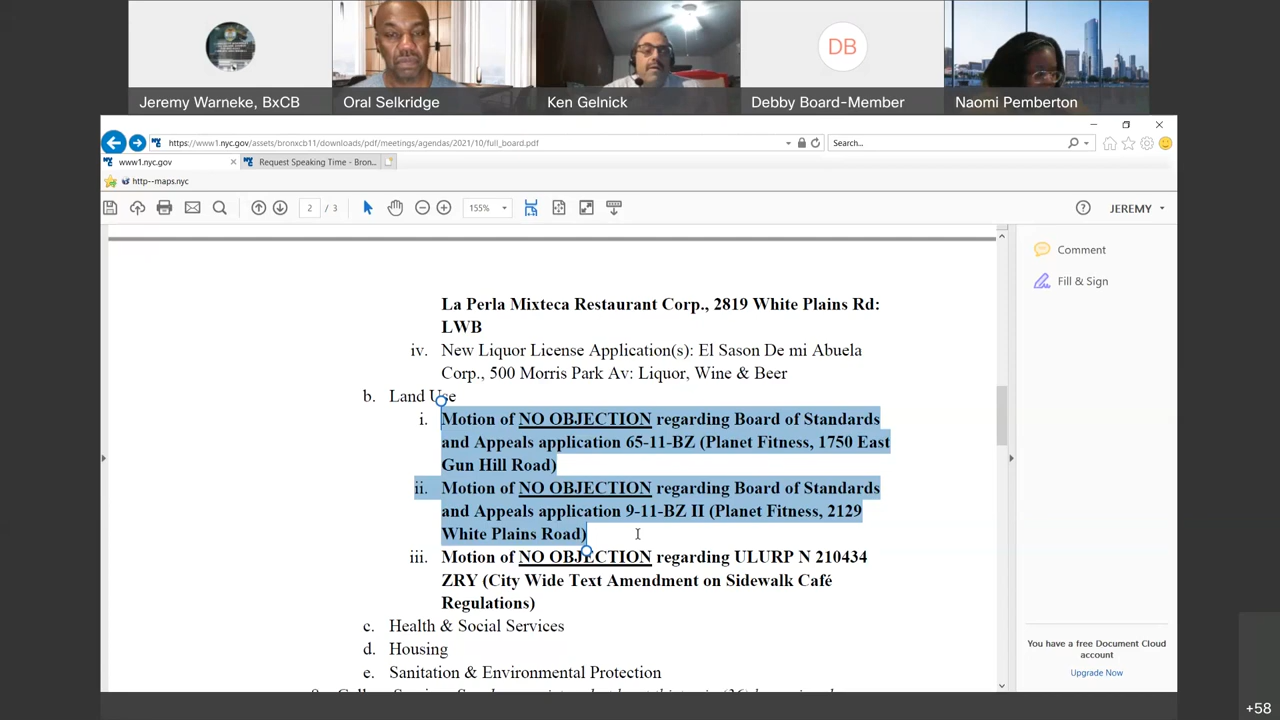 DB
Jeremy Warneke, BxCB
Oral Selkridge
Ken Gelnick
Debby Board-Member
Naomi Pemberton
https://www1.nyc.gov/assets/bronxcb11/downloads/pdf/meetings/agendas/2021/10/full_board.pdf
Search...
www1.nyc.gov
Request Speaking Time - Bron...
http--maps.nyc
2 / 3
155%
JEREMY
Comment
Fill & Sign
La Perla Mixteca Restaurant Corp., 2819 White Plains Rd:
LWB
iv. New Liquor License Application(s): El Sason De mi Abuela
Corp., 500 Morris Park Av: Liquor, Wine & Beer
b. Land Use
i. Motion of NO OBJECTION regarding Board of Standards
and Appeals application 65-11-BZ (Planet Fitness, 1750 East
Gun Hill Road)
ii. Motion of NO OBJECTION regarding Board of Standards
and Appeals application 9-11-BZ II (Planet Fitness, 2129
White Plains Road)
iii. Motion of NO OBJECTION regarding ULURP N 210434
ZRY (City Wide Text Amendment on Sidewalk Café
Regulations)
c. Health & Social Services
d. Housing
e. Sanitation & Environmental Protection
You have a free Document Cloud
account
Upgrade Now
+58